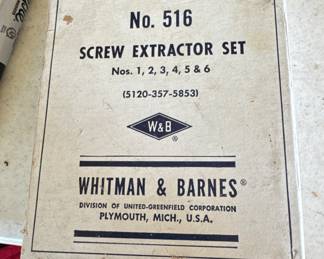 No. 516
SCREW EXTRACTOR SET
Nos. 1, 2, 3, 4, 5 & 6
(5120-357-5853)
W&B
®
WHITMAN & BARNES®
DIVISION OF UNITED-GREENFIELD CORPORATION
PLYMOUTH, MICH., U.S.A.